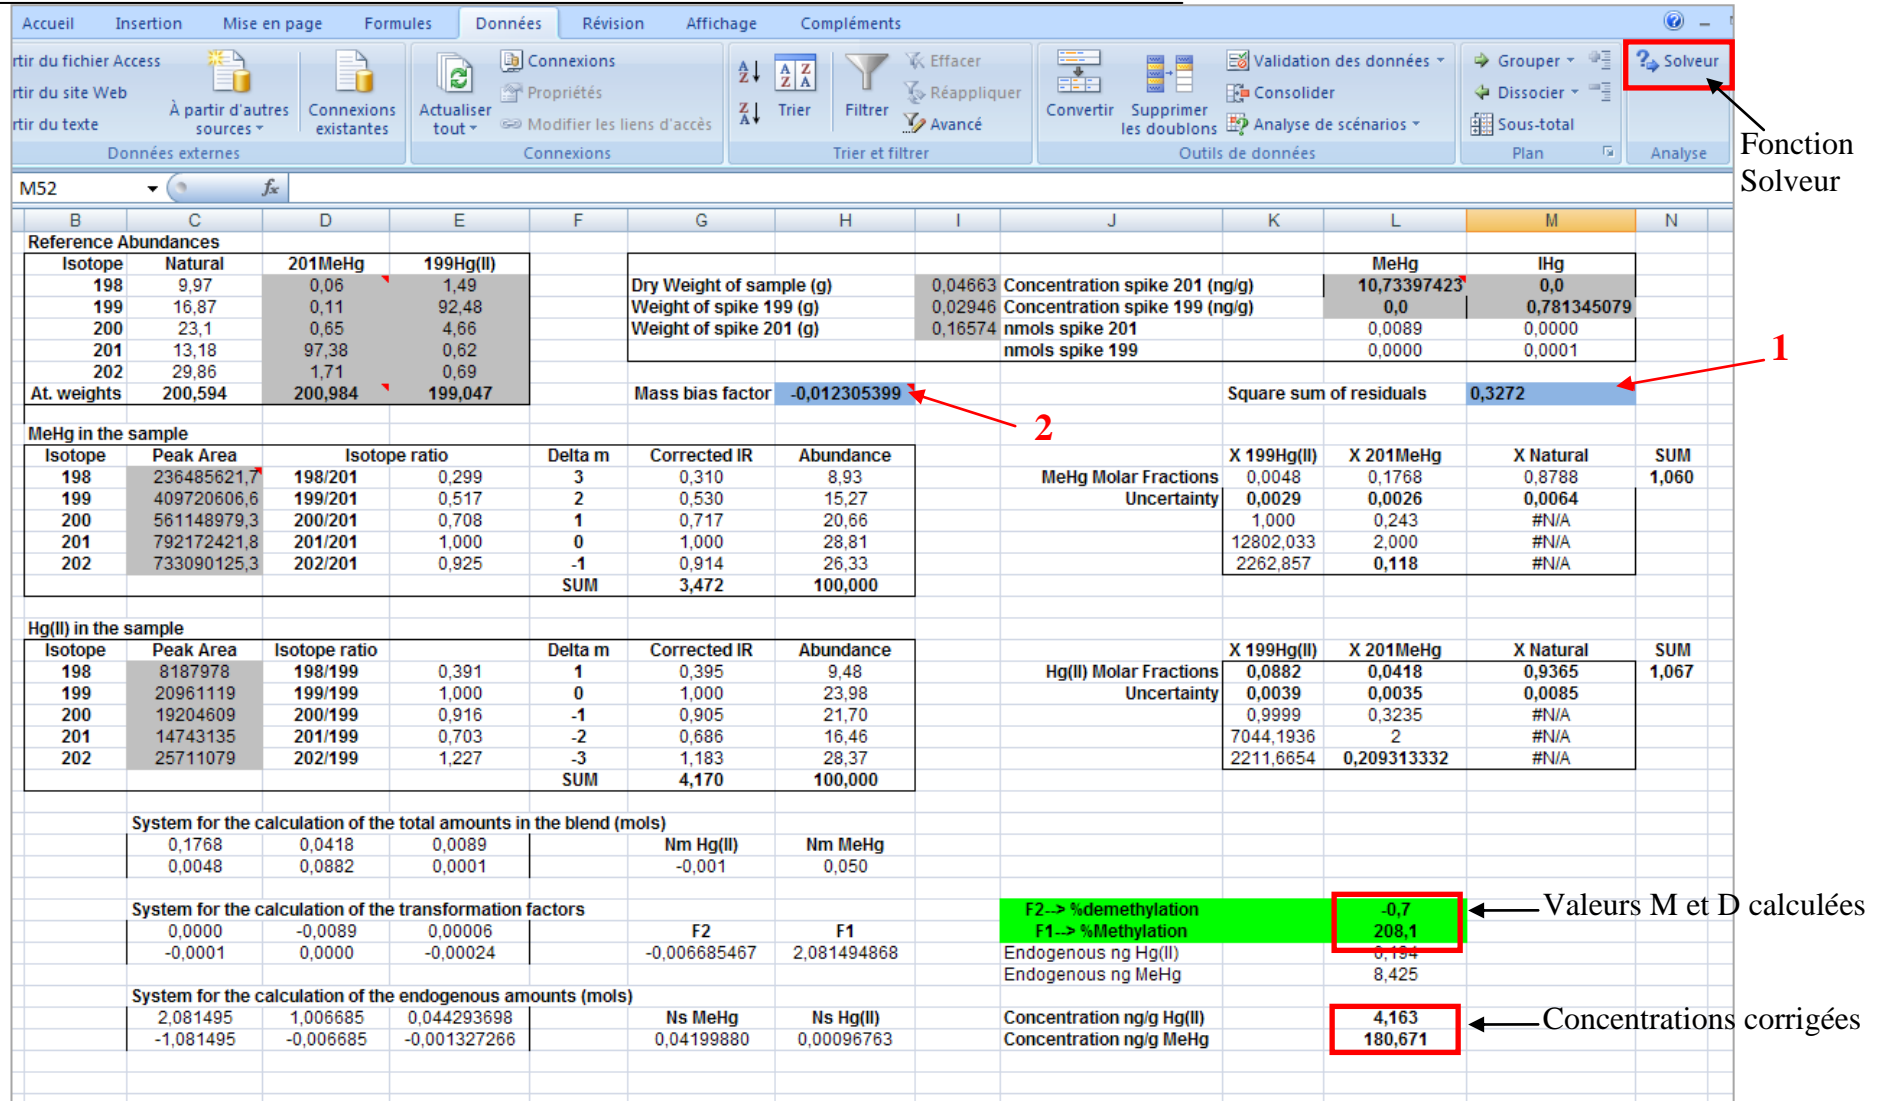 Accueil Insertion Mise en page Formules Données Révision Affichage Compléments
rtir du fichier Access
rtir du site Web
rtir du texte
À partir d'autres sources
Connexions existantes
Données externes
Actualiser tout
Connexions
Propriétés
Modifier les liens d'accès
Connexions
Trier
Filtrer
Effacer
Réappliquer
Avancé
Trier et filtrer
Convertir
Supprimer les doublons
Validation des données
Consolider
Analyse de scénarios
Outils de données
Grouper
Dissocier
Sous-total
Plan
Solveur
Analyse
Fonction
Solveur
M52 fx
B C D E F G H I J K L M N
Reference Abundances
Isotope Natural 201MeHg 199Hg(II) MeHg IHg
198 9,97 0,06 1,49 Dry Weight of sample (g) 0,04663 Concentration spike 201 (ng/g) 10,73397423 0,0
199 16,87 0,11 92,48 Weight of spike 199 (g) 0,02946 Concentration spike 199 (ng/g) 0,0 0,781345079
200 23,1 0,65 4,66 Weight of spike 201 (g) 0,16574 nmols spike 201 0,0089 0,0000
201 13,18 97,38 0,62 nmols spike 199 0,0000 0,0001
202 29,86 1,71 0,69
1
At. weights 200,594 200,984 199,047 Mass bias factor -0,012305399 Square sum of residuals 0,3272
2
MeHg in the sample
Isotope Peak Area Isotope ratio Delta m Corrected IR Abundance X 199Hg(II) X 201MeHg X Natural SUM
198 236485621,7 198/201 0,299 3 0,310 8,93 MeHg Molar Fractions 0,0048 0,1768 0,8788 1,060
199 409720606,6 199/201 0,517 2 0,530 15,27 Uncertainty 0,0029 0,0026 0,0064
200 561148979,3 200/201 0,708 1 0,717 20,66 1,000 0,243 #N/A
201 792172421,8 201/201 1,000 0 1,000 28,81 12802,033 2,000 #N/A
202 733090125,3 202/201 0,925 -1 0,914 26,33 2262,857 0,118 #N/A
SUM 3,472 100,000
Hg(II) in the sample
Isotope Peak Area Isotope ratio Delta m Corrected IR Abundance X 199Hg(II) X 201MeHg X Natural SUM
198 8187978 198/199 0,391 1 0,395 9,48 Hg(II) Molar Fractions 0,0882 0,0418 0,9365 1,067
199 20961119 199/199 1,000 0 1,000 23,98 Uncertainty 0,0039 0,0035 0,0085
200 19204609 200/199 0,916 -1 0,905 21,70 0,9999 0,3235 #N/A
201 14743135 201/199 0,703 -2 0,686 16,46 7044,1936 2 #N/A
202 25711079 202/199 1,227 -3 1,183 28,37 2211,6654 0,209313332 #N/A
SUM 4,170 100,000
System for the calculation of the total amounts in the blend (mols)
0,1768 0,0418 0,0089 Nm Hg(II) Nm MeHg
0,0048 0,0882 0,0001 -0,001 0,050
System for the calculation of the transformation factors F2--> %demethylation -0,7 Valeurs M et D calculées
0,0000 -0,0089 0,00006 F2 F1 F1--> %Methylation 208,1
-0,0001 0,0000 -0,00024 -0,006685467 2,081494868 Endogenous ng Hg(II) 0,194
Endogenous ng MeHg 8,425
System for the calculation of the endogenous amounts (mols)
2,081495 1,006685 0,044293698 Ns MeHg Ns Hg(II) Concentration ng/g Hg(II) 4,163 Concentrations corrigées
-1,081495 -0,006685 -0,001327266 0,04199880 0,00096763 Concentration ng/g MeHg 180,671